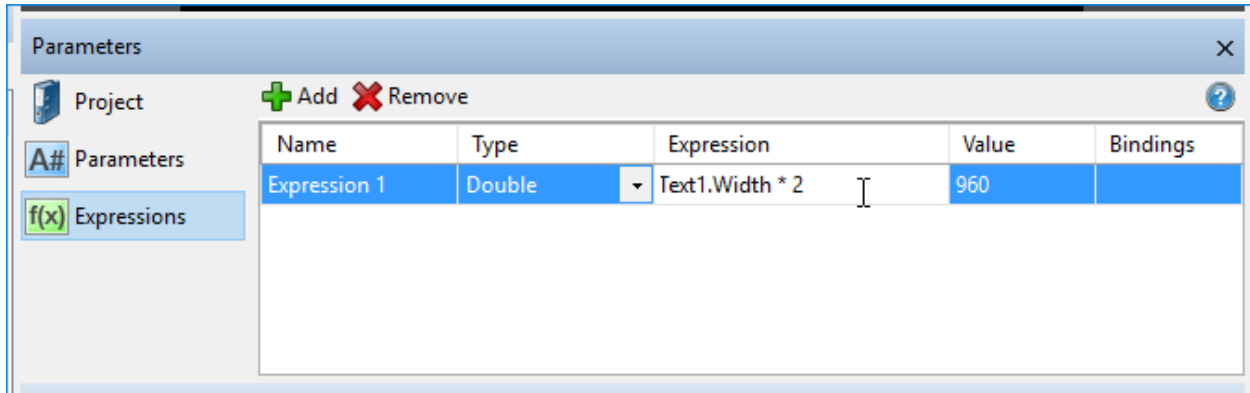 Parameters
Project
Add Remove
Name Type Expression Value Bindings
A# Parameters
Expression 1 Double Text1.Width * 2 960
f(x) Expressions